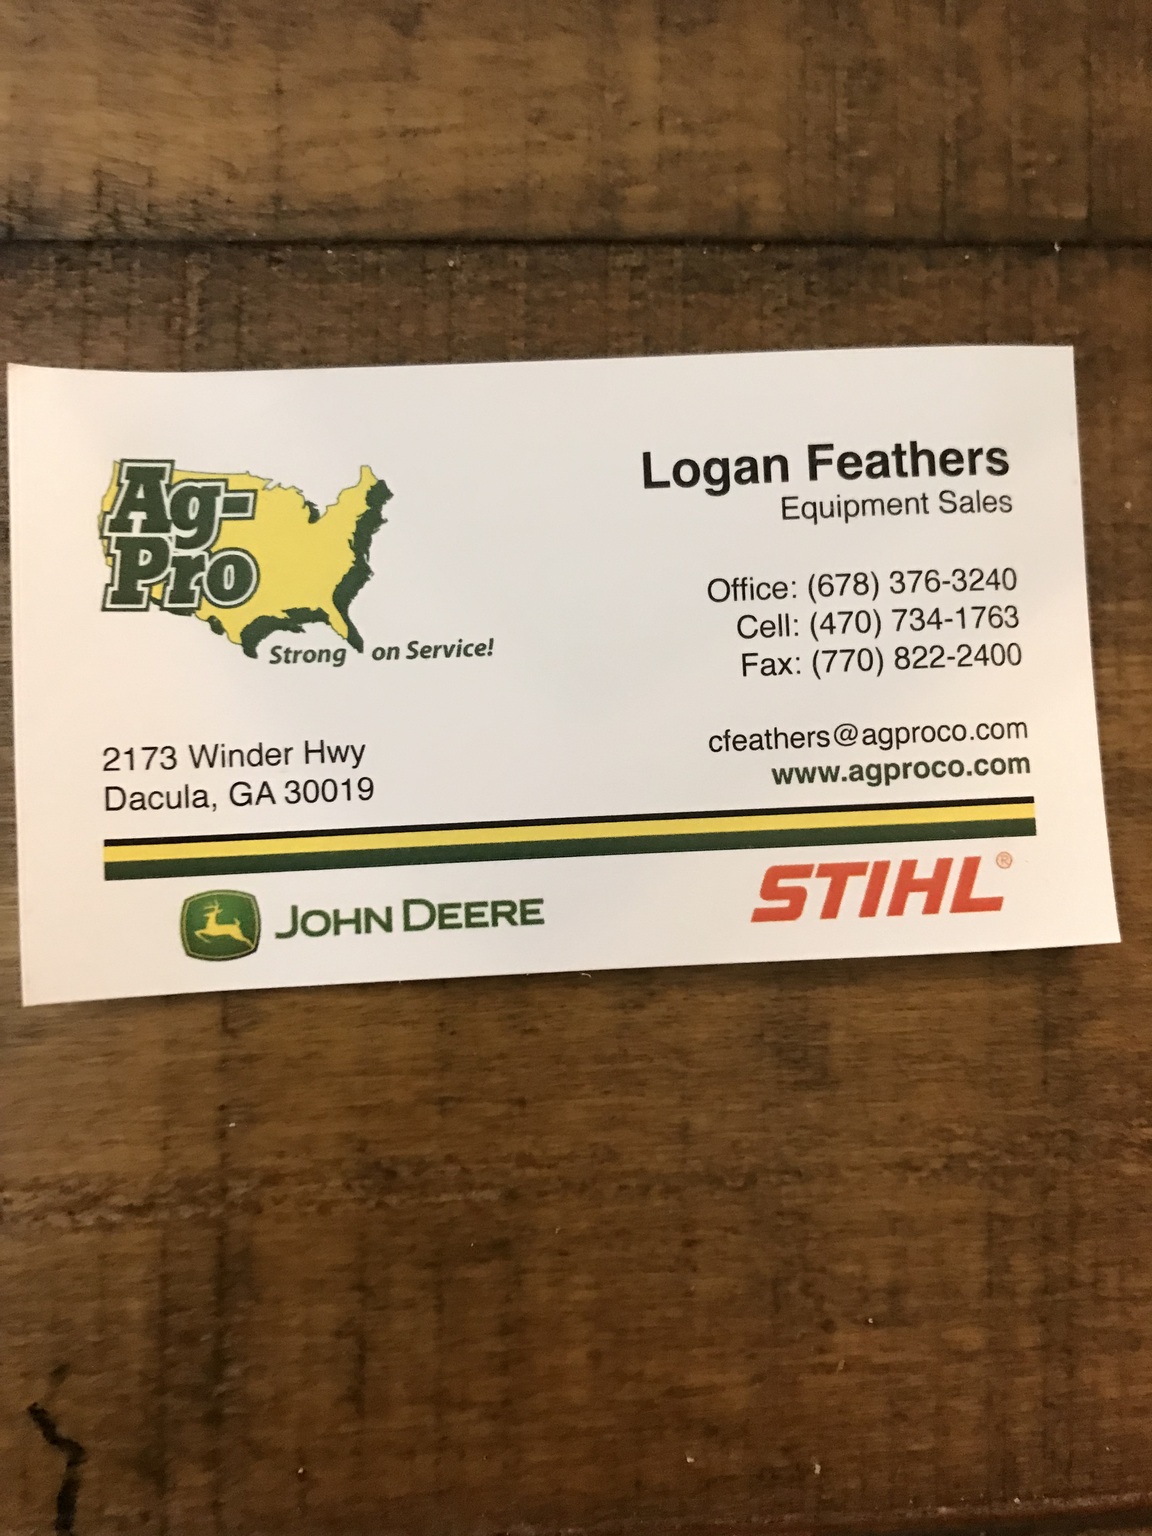 Ag-
Pro
Strong on Service!
2173 Winder Hwy
Dacula, GA 30019
Logan Feathers
Equipment Sales
Office: (678) 376-3240
Cell: (470) 734-1763
Fax: (770) 822-2400
cfeathers@agproco.com
www.agproco.com
JOHN DEERE
STIHL®